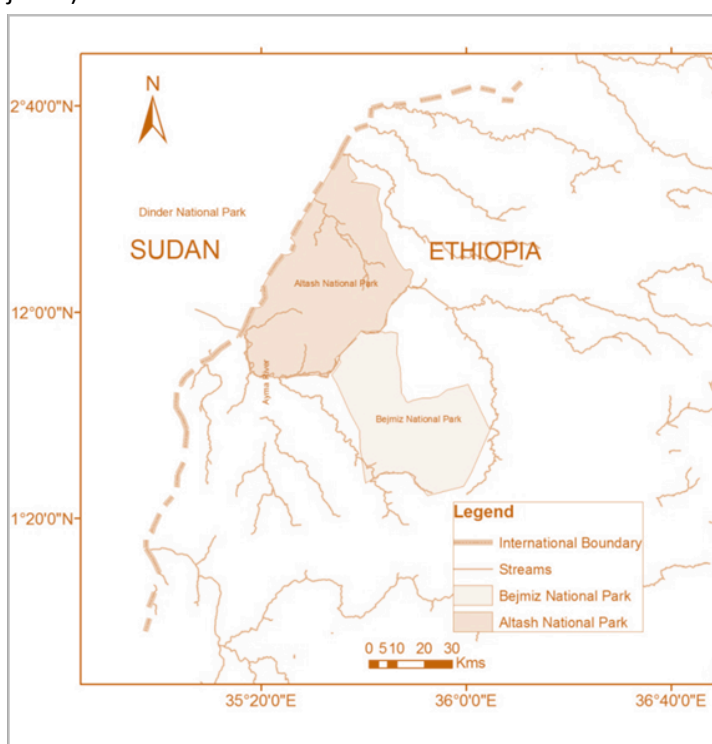 N
2°40'0"N
Dinder National Park
SUDAN
ETHIOPIA
Altash National Park
12°0'0"N
Ayma River
Bejmiz National Park
1°20'0"N
Legend
International Boundary
Streams
Bejmiz National Park
Altash National Park
0 5 10 20 30
Kms
35°20'0"E
36°0'0"E
36°40'0"E